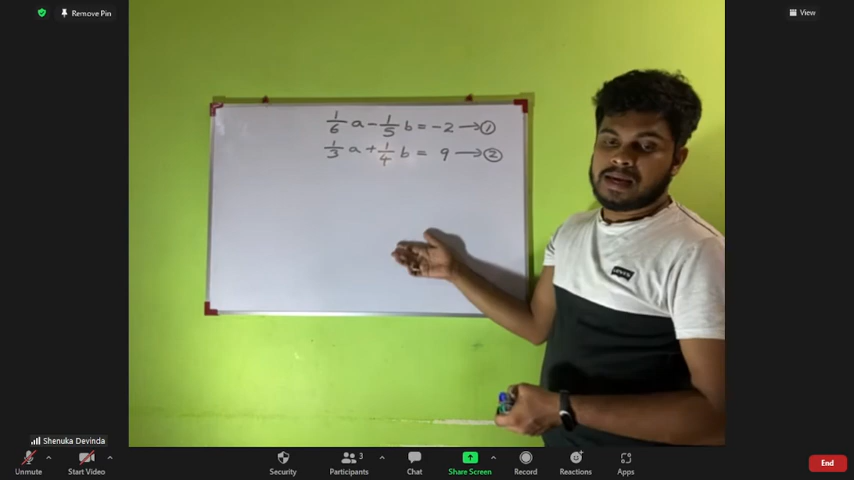 Remove Pin
View
1/6 a - 1/5 b = -2 → ①
1/3 a + 1/4 b = 9 → ②
Levi's
Shenuka Devinda
Unmute
Start Video
Security
Participants 3
Chat
Share Screen
Record
Reactions
Apps
End